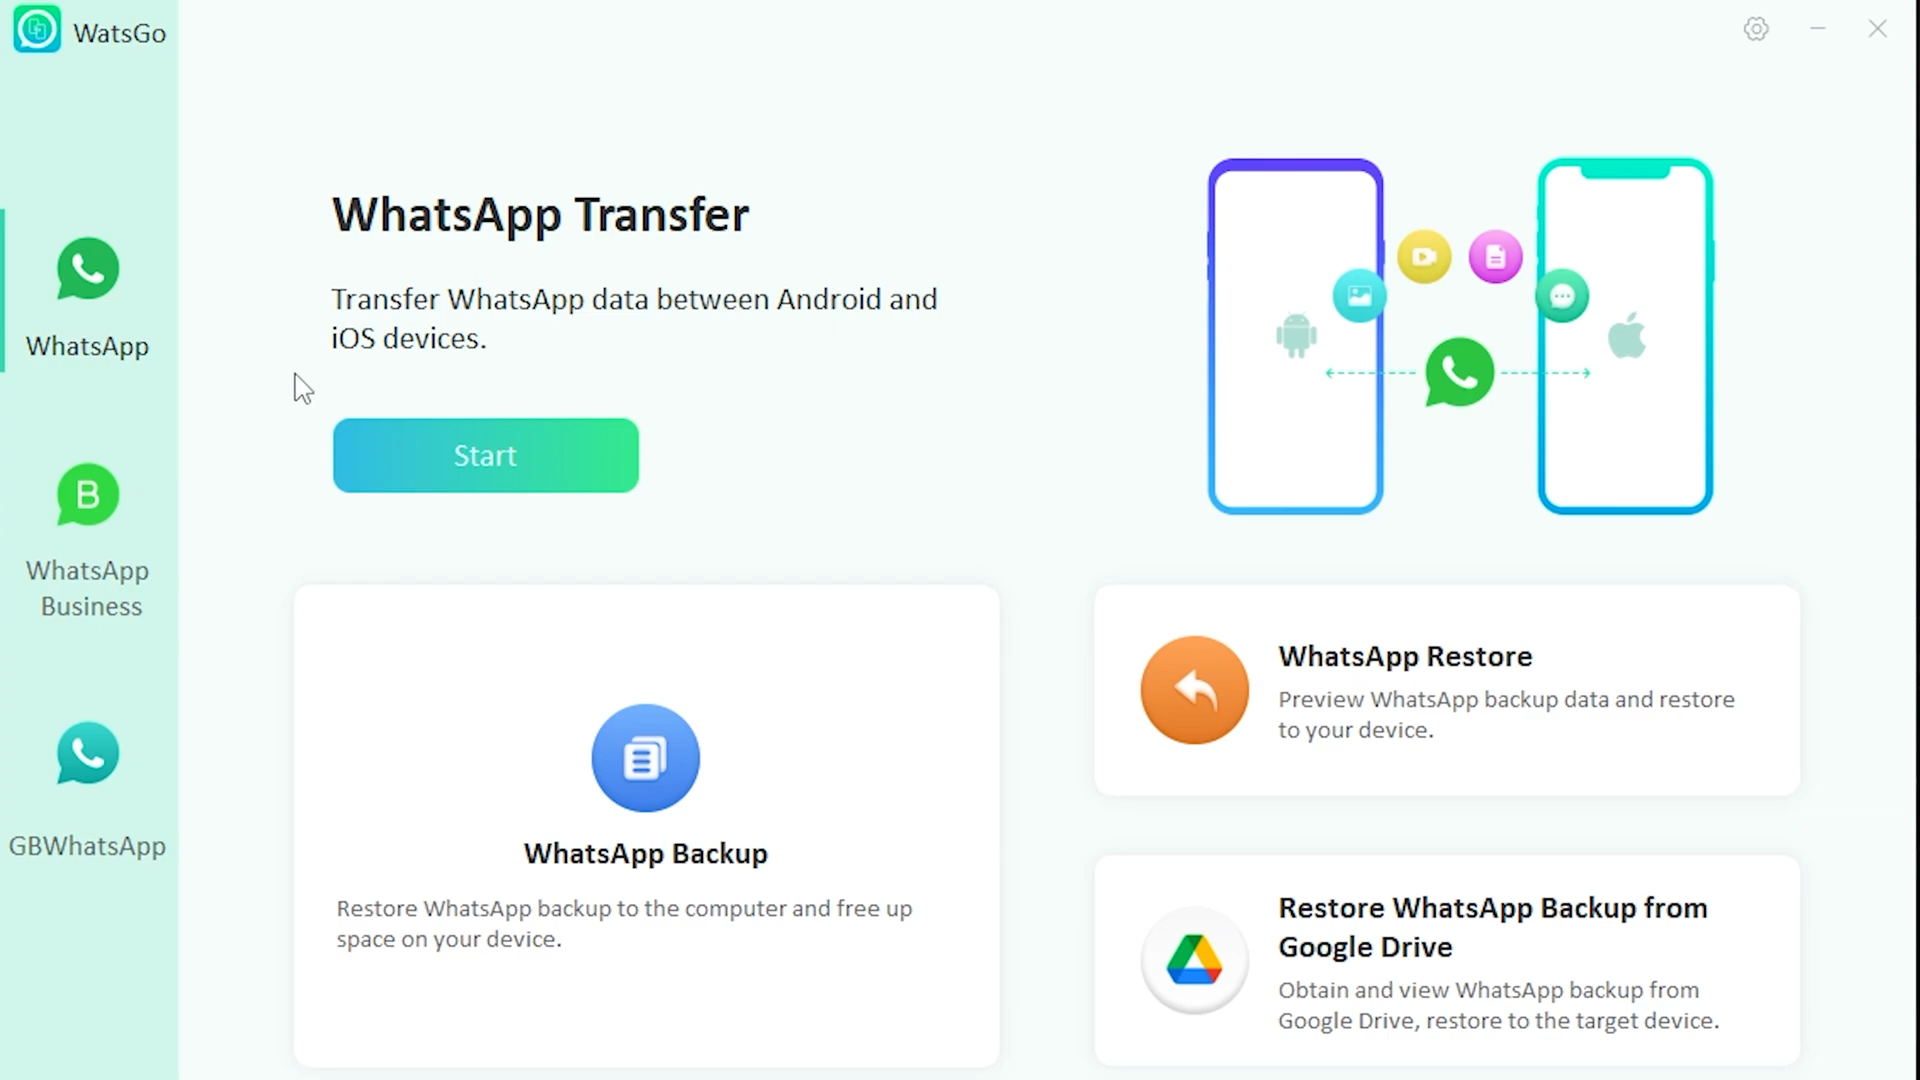 WatsGo
WhatsApp
WhatsApp
Business
GBWhatsApp
WhatsApp Transfer
Transfer WhatsApp data between Android and
iOS devices.
Start
WhatsApp Backup
Restore WhatsApp backup to the computer and free up
space on your device.
WhatsApp Restore
Preview WhatsApp backup data and restore
to your device.
Restore WhatsApp Backup from
Google Drive
Obtain and view WhatsApp backup from
Google Drive, restore to the target device.